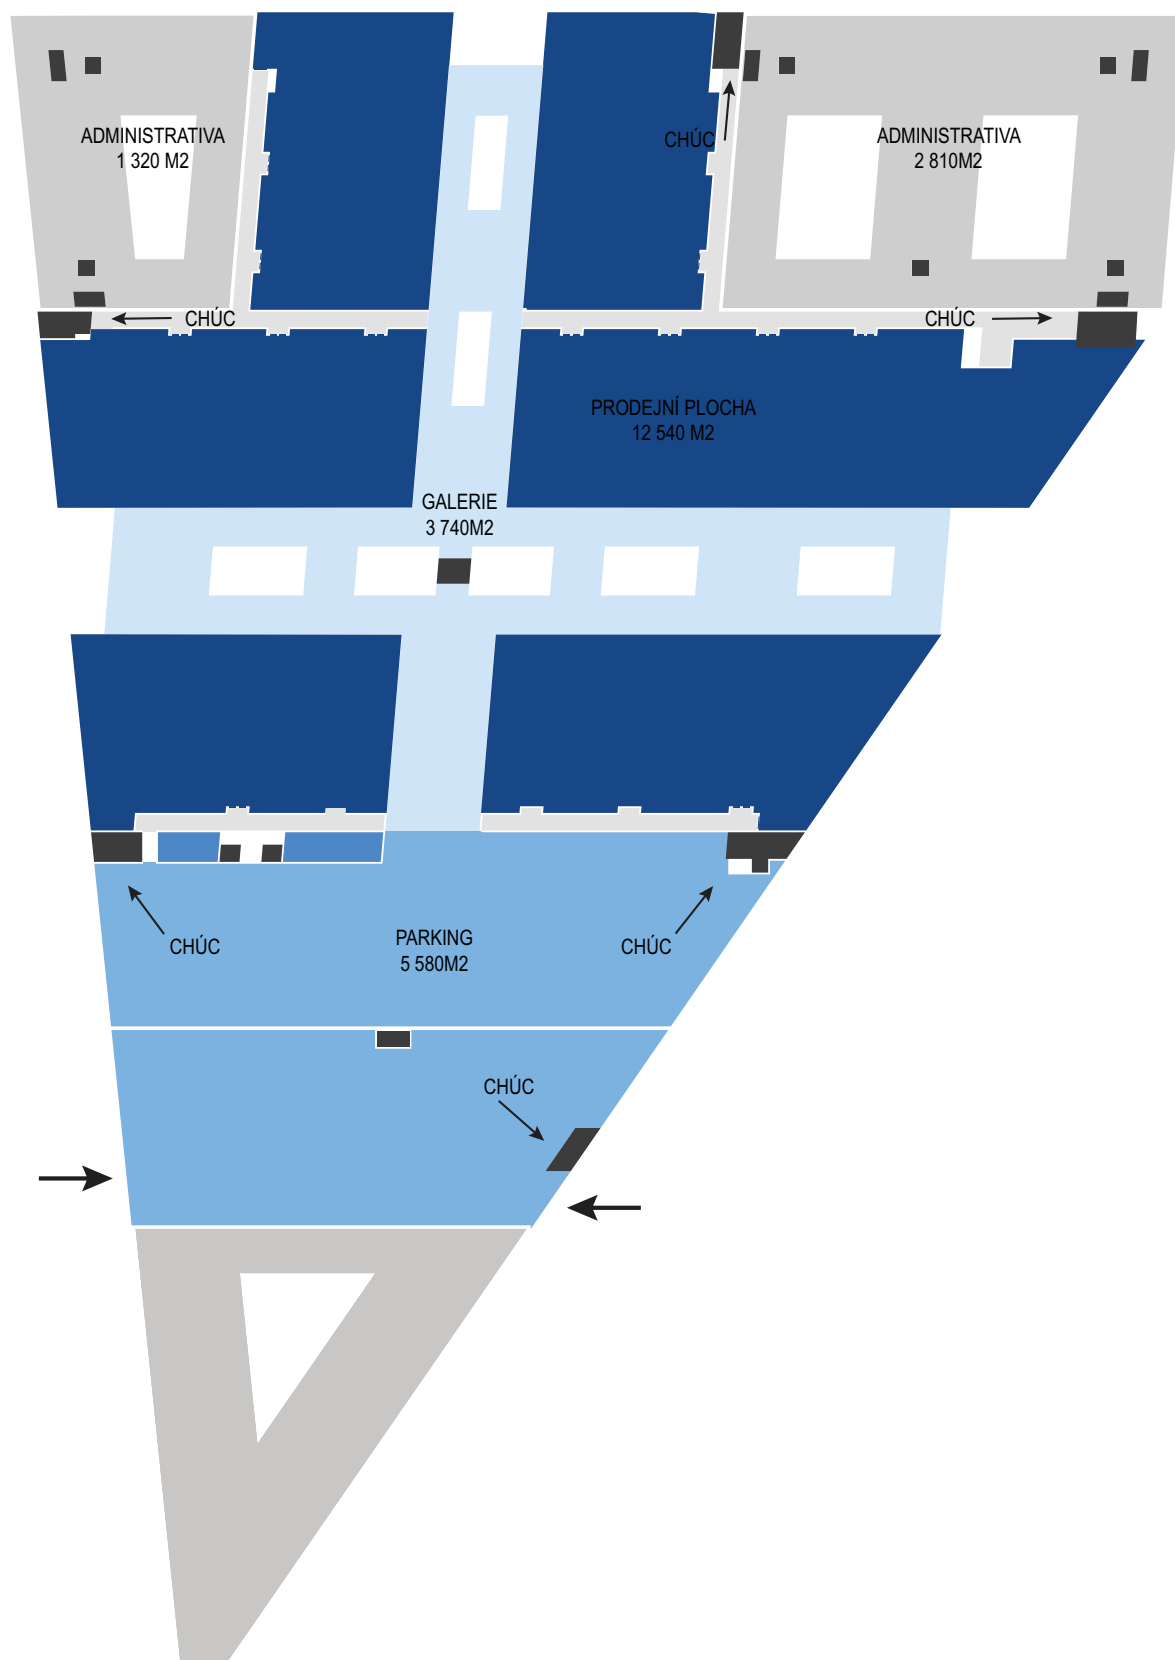 ADMINISTRATIVA
1 320 M2
CHÚC
ADMINISTRATIVA
2 810M2
CHÚC
CHÚC
PRODEJNÍ PLOCHA
12 540 M2
GALERIE
3 740M2
CHÚC
PARKING
5 580M2
CHÚC
CHÚC